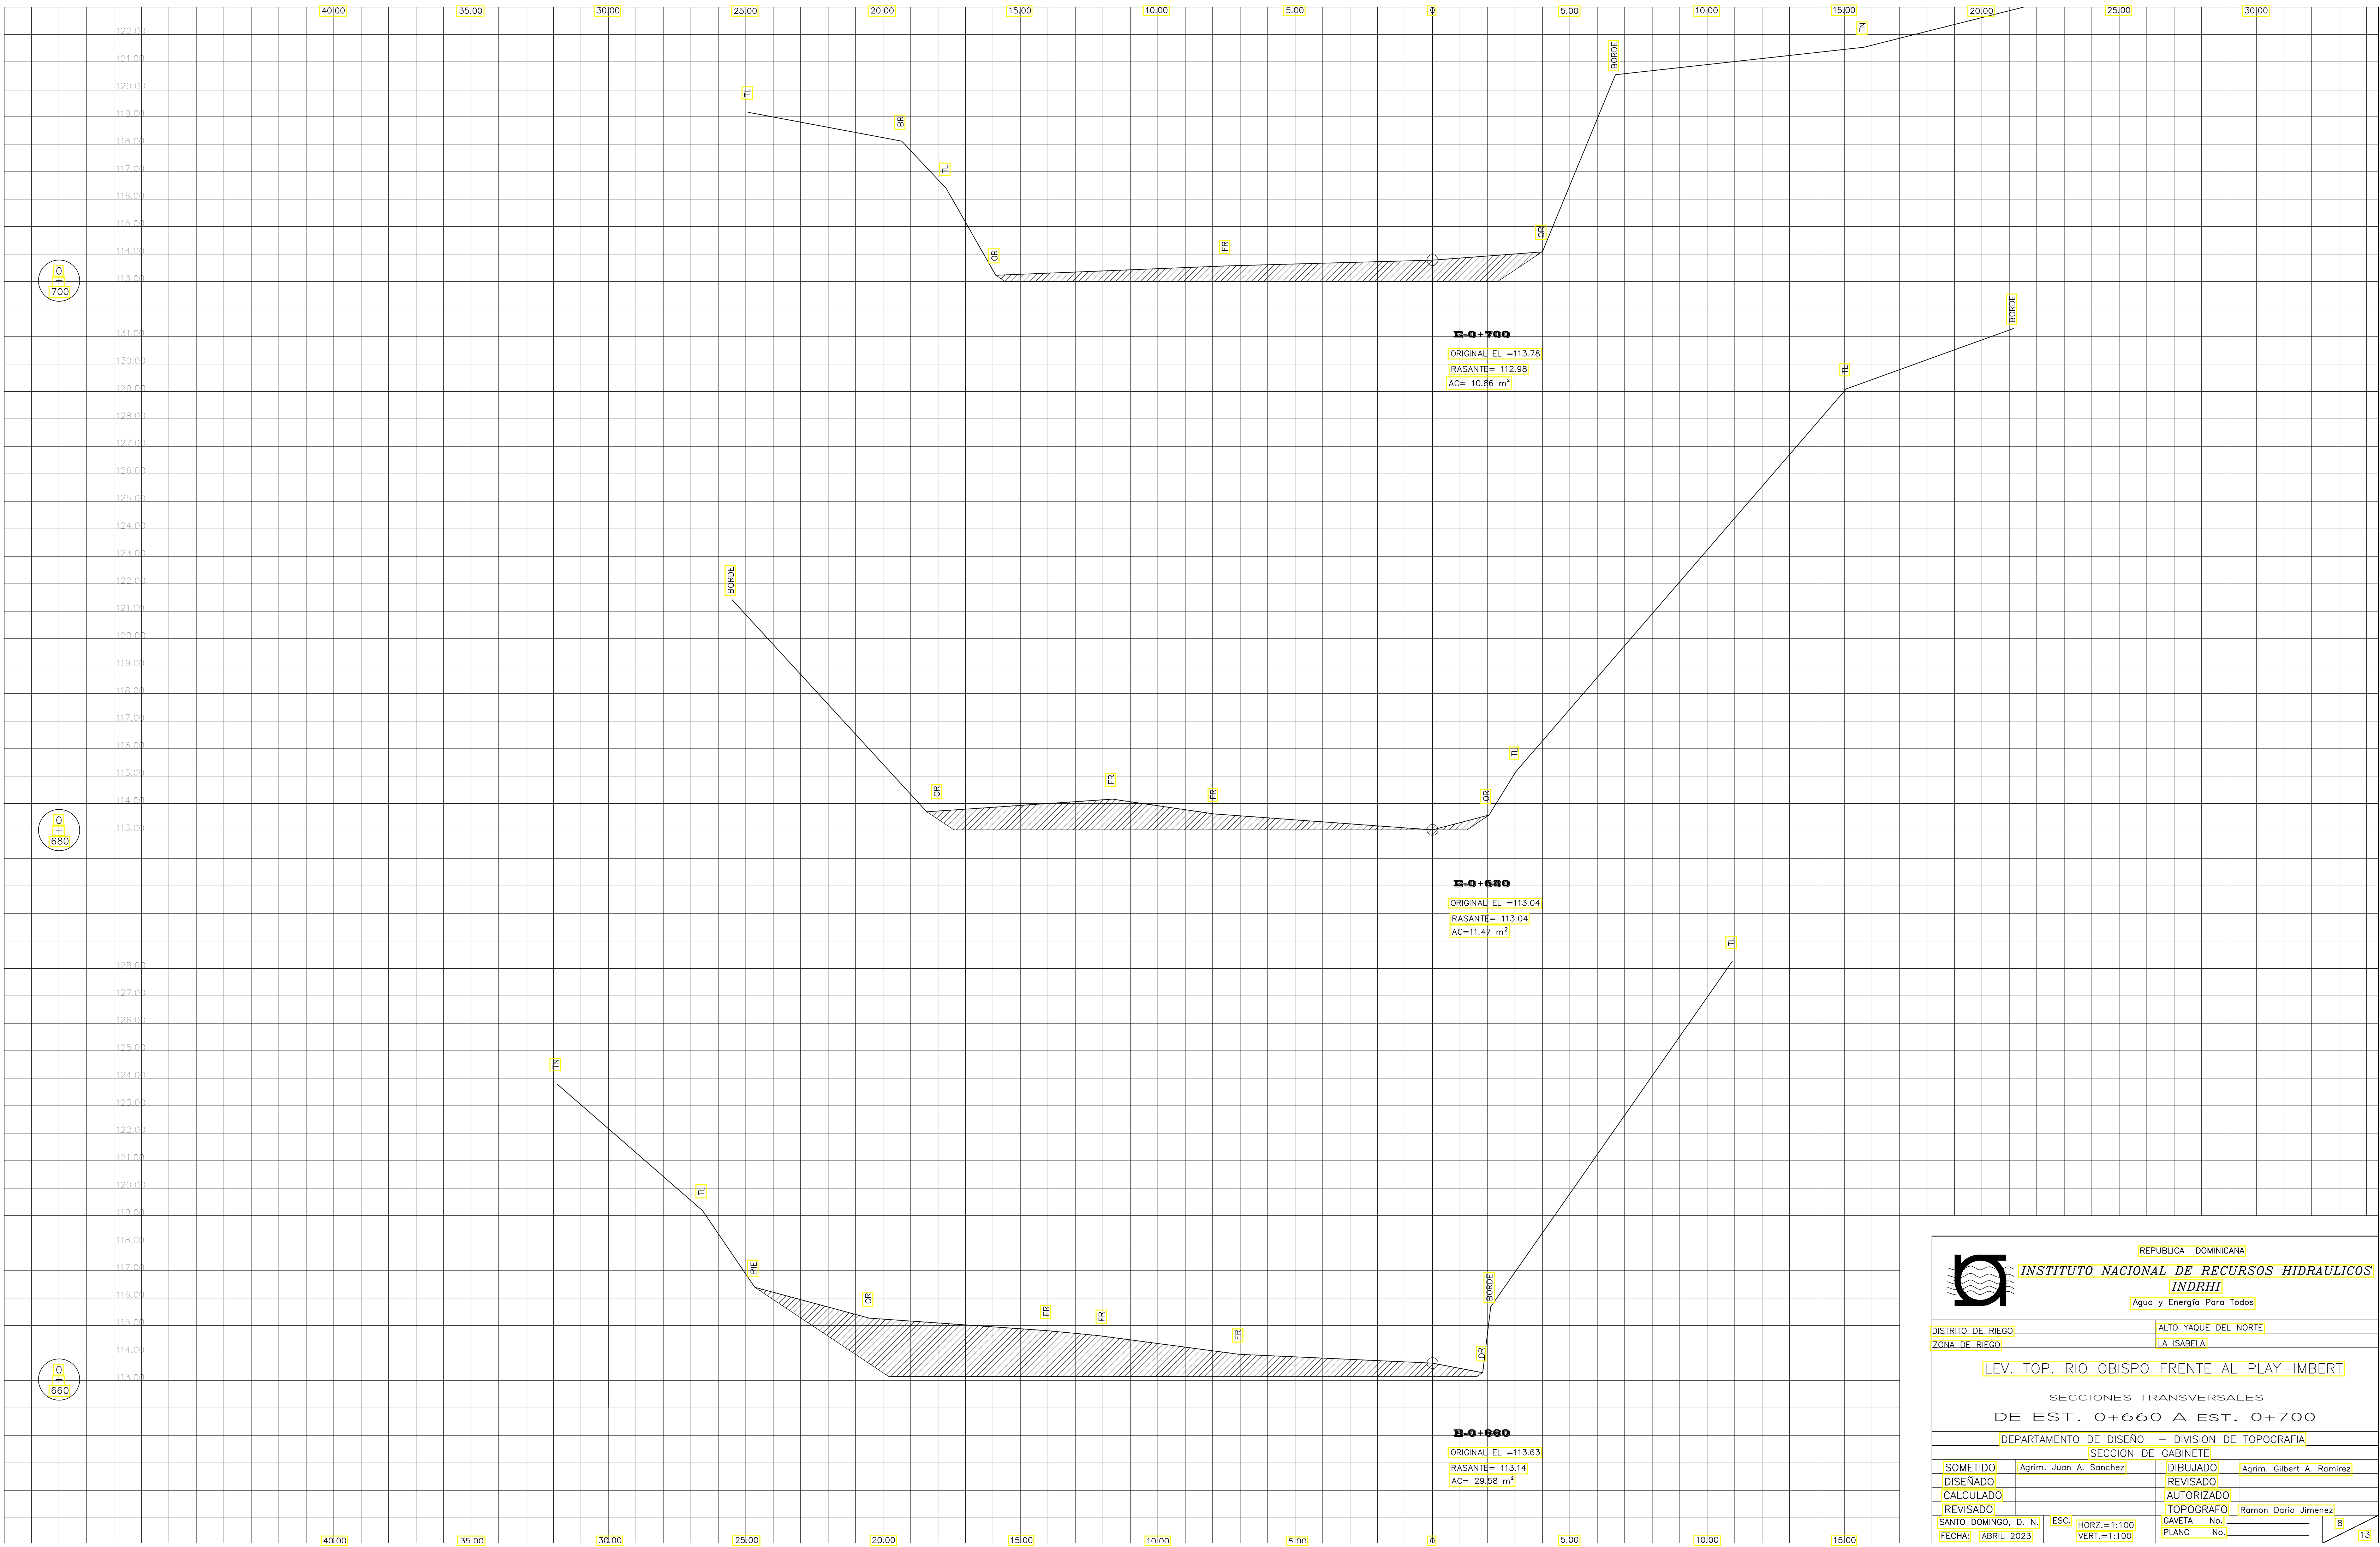 40.00 35.00 30.00 25.00 20.00 15.00 10.00 5.00 0 5.00 10.00 15.00 20.00 25.00 30.00
122.00
121.00
120.00
119.00
118.00
117.00
116.00
115.00
114.00
113.00
TL
BR
TL
OR
FR
OR
BORDE
TN
0
+
700
E-0+700
ORIGINAL EL =113.78
RASANTE= 112.98
AC= 10.86 m²
131.00
130.00
129.00
128.00
127.00
126.00
125.00
124.00
123.00
122.00
121.00
120.00
119.00
118.00
117.00
116.00
115.00
114.00
113.00
BORDE
OR
FR
FR
OR
TL
TL
BORDE
0
+
680
E-0+680
ORIGINAL EL =113.04
RASANTE= 113.04
AC=11.47 m²
128.00
127.00
126.00
125.00
124.00
123.00
122.00
121.00
120.00
119.00
118.00
117.00
116.00
115.00
114.00
113.00
TN
TL
PIE
OR
FR
FR
FR
OR
BORDE
TL
0
+
660
E-0+660
ORIGINAL EL =113.63
RASANTE= 113.14
AC= 29.58 m²
40.00 35.00 30.00 25.00 20.00 15.00 10.00 5.00 0 5.00 10.00 15.00
REPUBLICA DOMINICANA
INSTITUTO NACIONAL DE RECURSOS HIDRAULICOS
INDRHI
Agua y Energía Para Todos
DISTRITO DE RIEGO ALTO YAQUE DEL NORTE
ZONA DE RIEGO LA ISABELA
LEV. TOP. RIO OBISPO FRENTE AL PLAY-IMBERT
SECCIONES TRANSVERSALES
DE EST. 0+660 A EST. 0+700
DEPARTAMENTO DE DISEÑO - DIVISION DE TOPOGRAFIA
SECCION DE GABINETE
SOMETIDO Agrim. Juan A. Sanchez DIBUJADO Agrim. Gilbert A. Ramirez
DISEÑADO REVISADO
CALCULADO AUTORIZADO
REVISADO TOPOGRAFO Ramon Dario Jimenez
SANTO DOMINGO, D. N. ESC. HORZ.=1:100 GAVETA No. 8
FECHA: ABRIL 2023 VERT.=1:100 PLANO No. 13